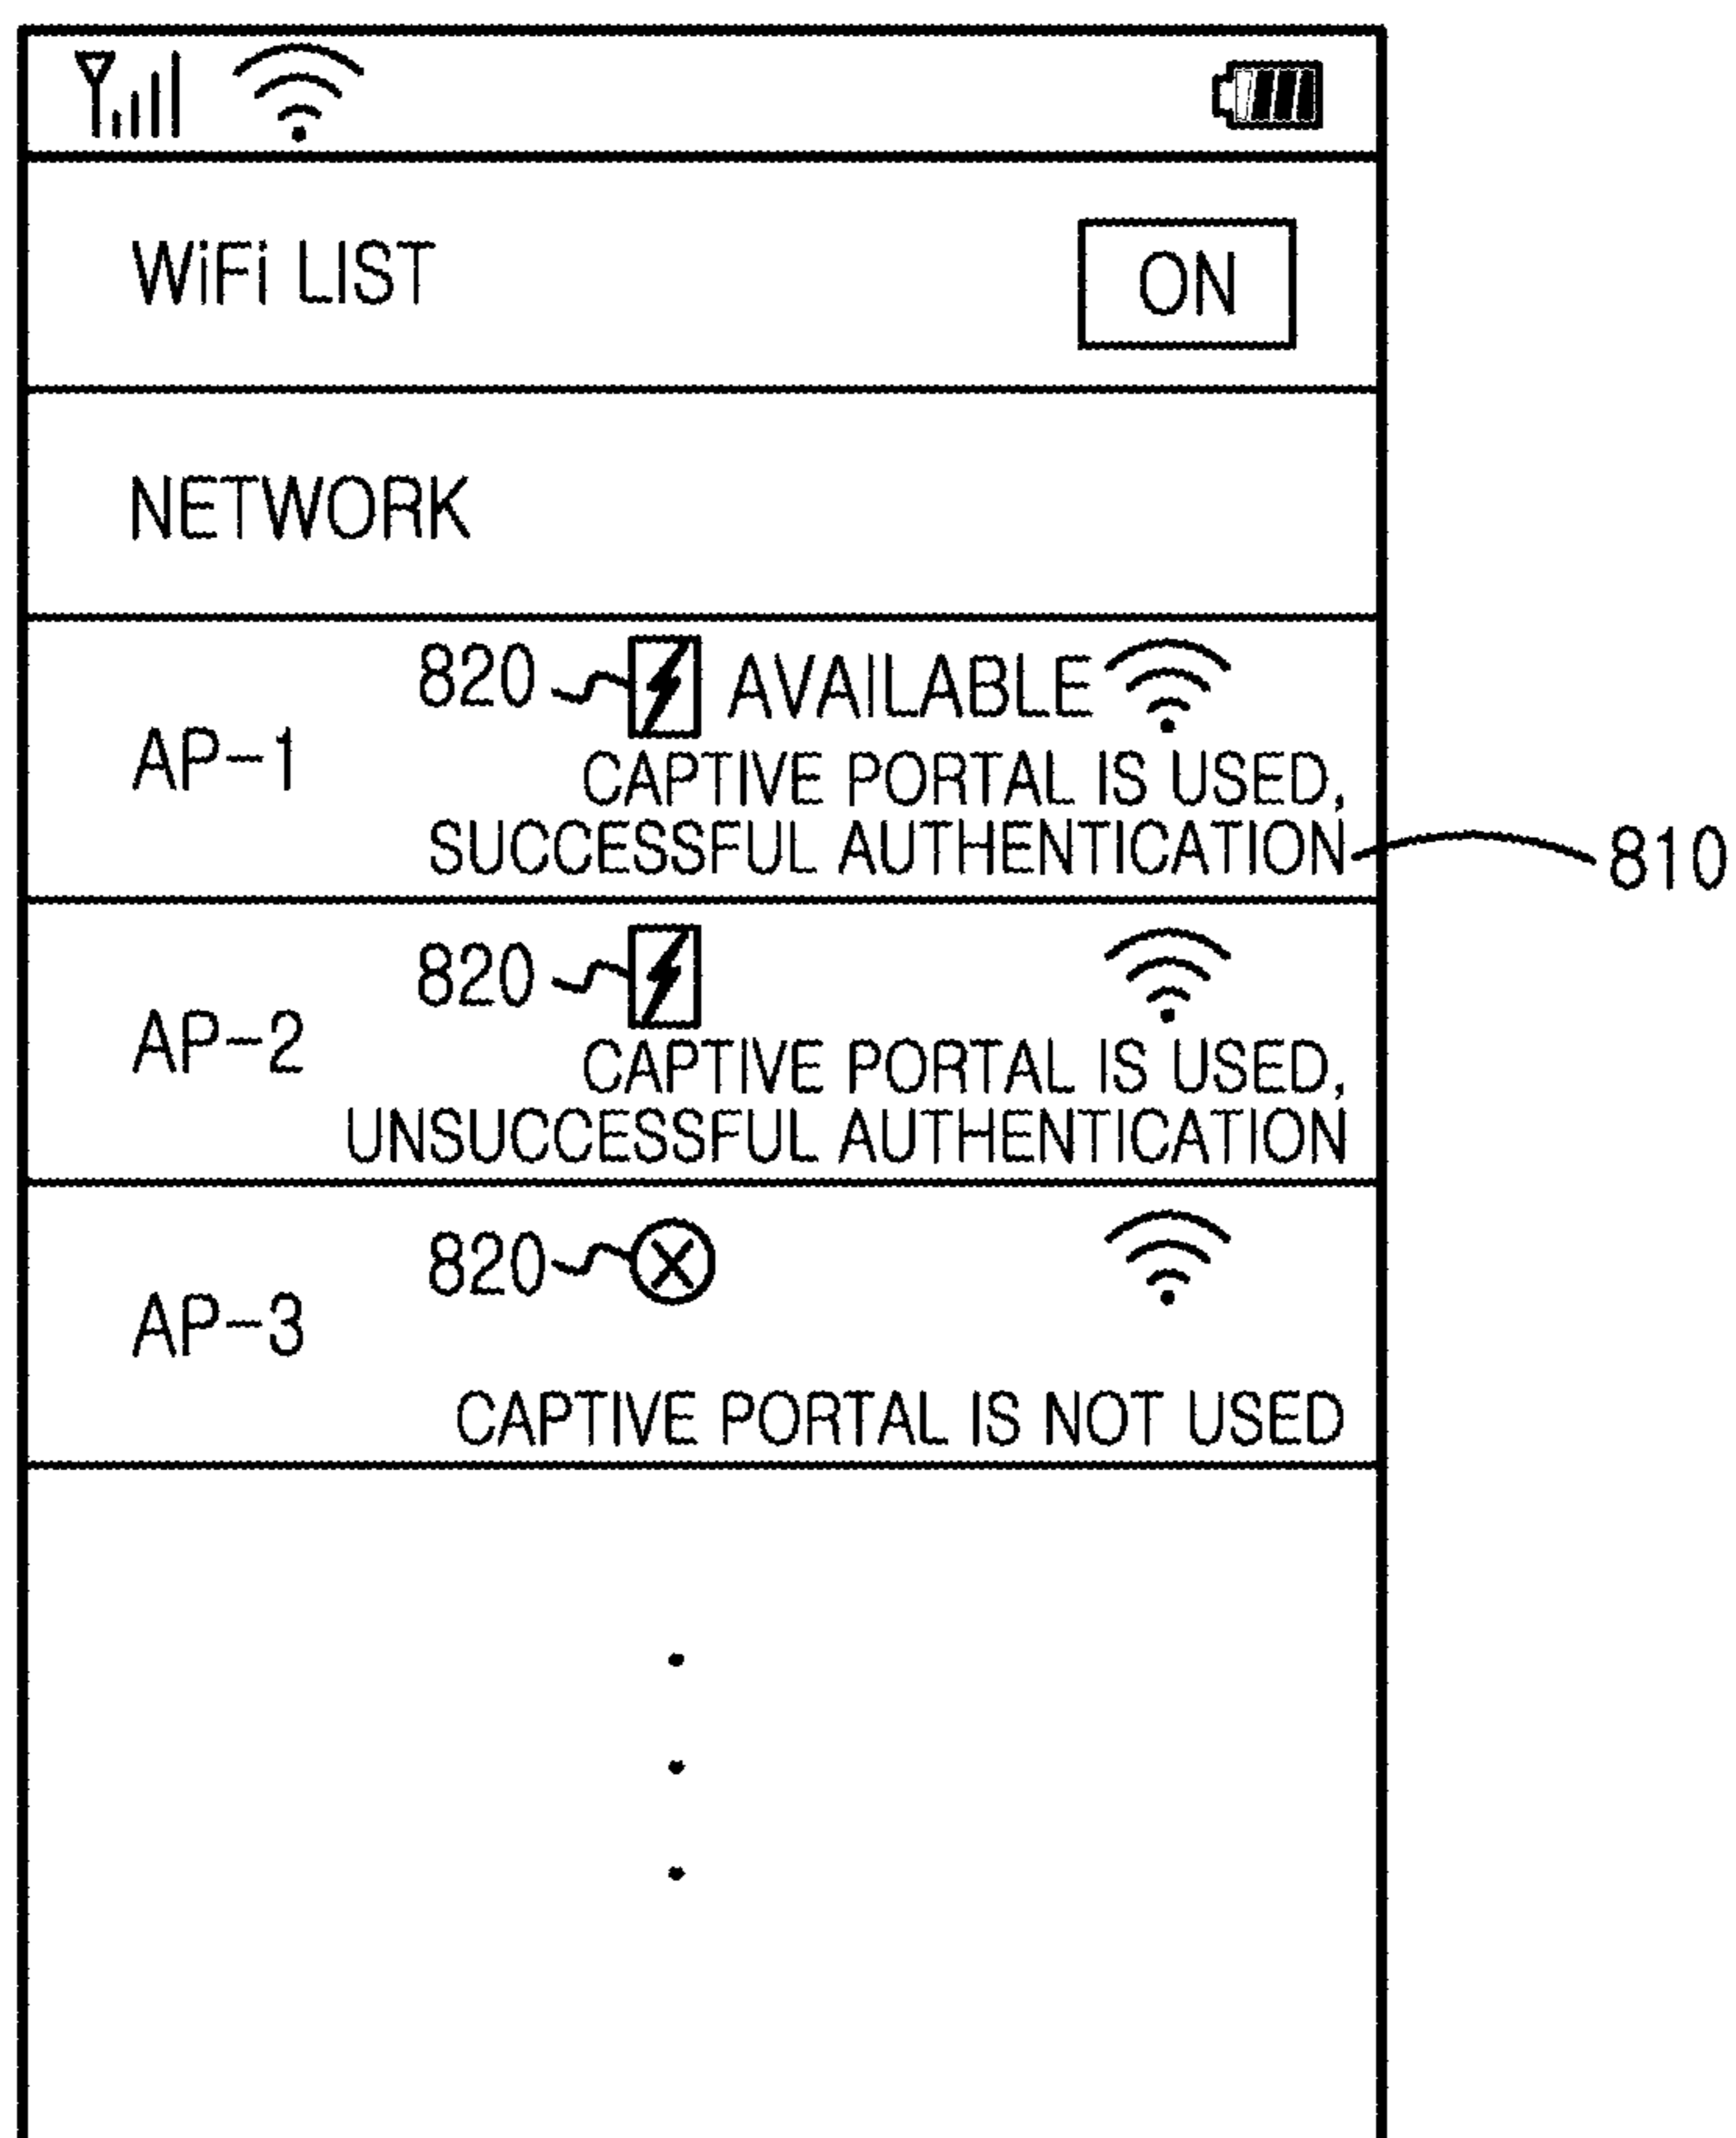 WiFi LIST
ON
NETWORK
820 AVAILABLE
AP-1
CAPTIVE PORTAL IS USED,
SUCCESSFUL AUTHENTICATION
810
820
AP-2
CAPTIVE PORTAL IS USED,
UNSUCCESSFUL AUTHENTICATION
820
AP-3
CAPTIVE PORTAL IS NOT USED